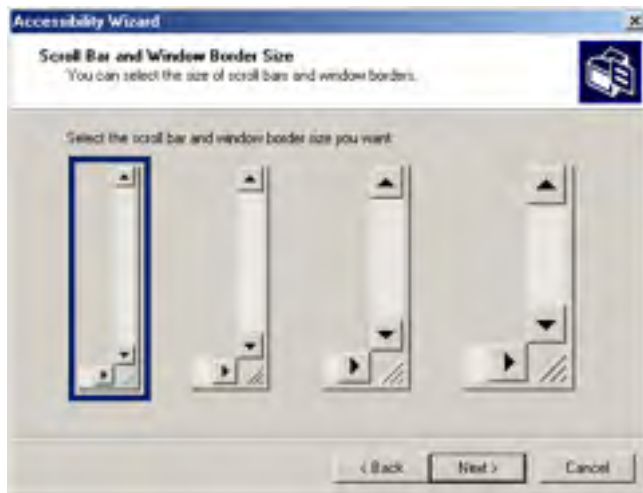 Accessibility Wizard
Scroll Bar and Window Border Size
You can select the size of scroll bars and window borders.
Select the scroll bar and window border size you want:
< Back
Next >
Cancel